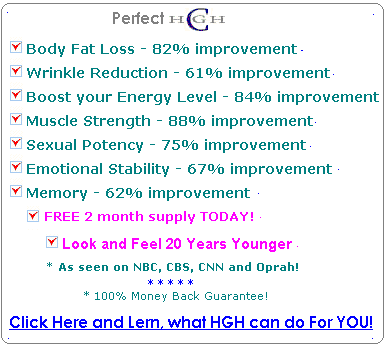 Perfect HGH
Body Fat Loss - 82% improvement
Wrinkle Reduction - 61% improvement
Boost your Energy Level - 84% improvement
Muscle Strength - 88% improvement
Sexual Potency - 75% improvement
Emotional Stability - 67% improvement
Memory - 62% improvement
FREE 2 month supply TODAY!
Look and Feel 20 Years Younger
* As seen on NBC, CBS, CNN and Oprah!
* * * * *
* 100% Money Back Guarantee!
Click Here and Lern, what HGH can do For YOU!